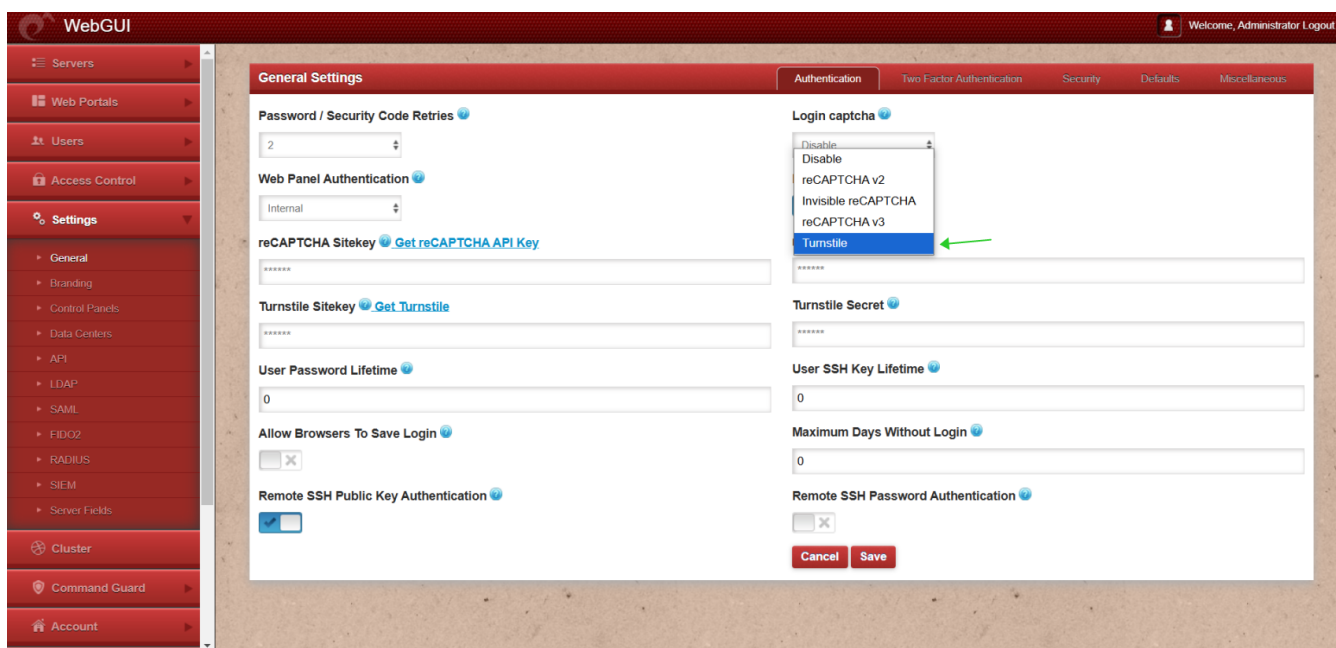 WebGUI
Welcome, Administrator Logout
Servers
Web Portals
Users
Access Control
Settings
General
Branding
Control Panels
Data Centers
API
LDAP
SAML
FIDO2
RADIUS
SIEM
Server Fields
Cluster
Command Guard
Account
General Settings
Authentication
Two Factor Authentication
Security
Defaults
Miscellaneous
Password / Security Code Retries
2
Login captcha
Disable
Disable
reCAPTCHA v2
Invisible reCAPTCHA
reCAPTCHA v3
Turnstile
Web Panel Authentication
Internal
reCAPTCHA Sitekey Get reCAPTCHA API Key
******
******
Turnstile Sitekey Get Turnstile
******
Turnstile Secret
******
User Password Lifetime
0
User SSH Key Lifetime
0
Allow Browsers To Save Login
Maximum Days Without Login
0
Remote SSH Public Key Authentication
Remote SSH Password Authentication
Cancel
Save